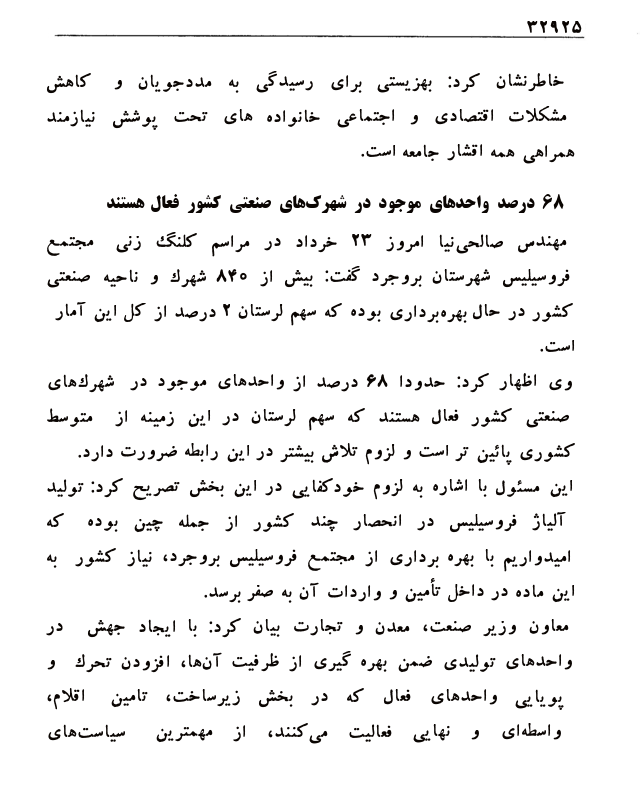 ۳۲۹۲۵
خاطرنشان کرد: بهزیستی برای رسیدگی به مددجویان و کاهش
مشکلات اقتصادی و اجتماعی خانواده های تحت پوشش نیازمند
همراهی همه اقشار جامعه است.
۶۸ درصد واحدهای موجود در شهرک‌های صنعتی کشور فعال هستند
مهندس صالحی‌نیا امروز ۲۳ خرداد در مراسم کلنگ زنی مجتمع
فروسیلیس شهرستان بروجرد گفت: بیش از ۸۴۰ شهرک و ناحیه صنعتی
کشور در حال بهره‌برداری بوده که سهم لرستان ۲ درصد از کل این آمار
است.
وی اظهار کرد: حدودا ۶۸ درصد از واحدهای موجود در شهرک‌های
صنعتی کشور فعال هستند که سهم لرستان در این زمینه از متوسط
کشوری پائین تر است و لزوم تلاش بیشتر در این رابطه ضرورت دارد.
این مسئول با اشاره به لزوم خودکفایی در این بخش تصریح کرد: تولید
آلیاژ فروسیلیس در انحصار چند کشور از جمله چین بوده که
امیدواریم با بهره برداری از مجتمع فروسیلیس بروجرد، نیاز کشور به
این ماده در داخل تأمین و واردات آن به صفر برسد.
معاون وزیر صنعت، معدن و تجارت بیان کرد: با ایجاد جهش در
واحدهای تولیدی ضمن بهره گیری از ظرفیت آن‌ها، افزودن تحرک و
پویایی واحدهای فعال که در بخش زیرساخت، تامین اقلام،
واسطه‌ای و نهایی فعالیت می‌کنند، از مهمترین سیاست‌های